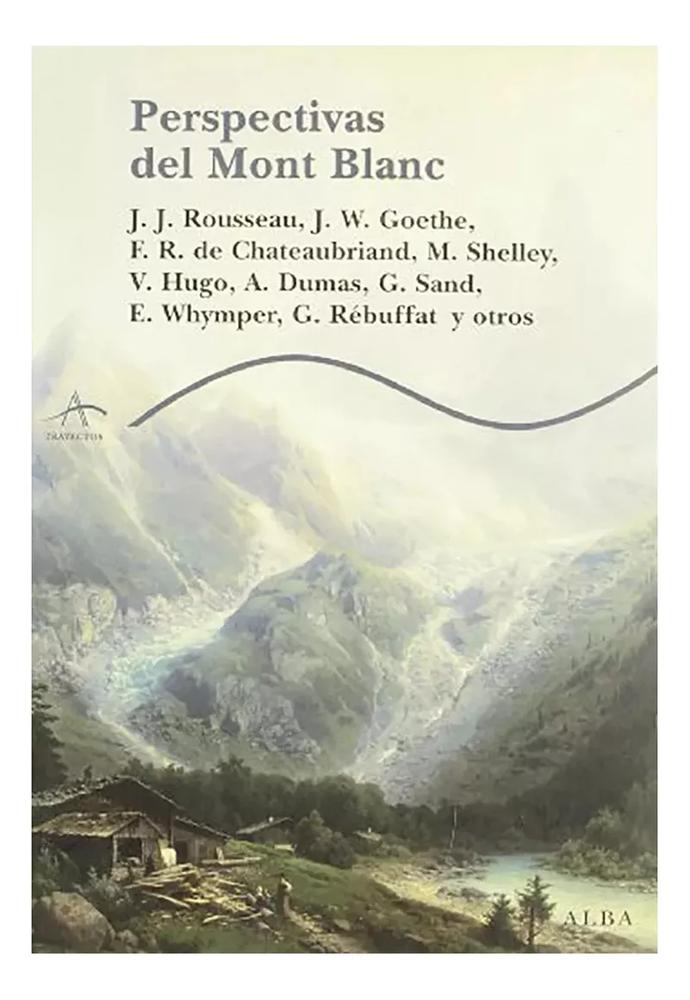 Perspectivas
del Mont Blanc
J. J. Rousseau, J. W. Goethe,
F. R. de Chateaubriand, M. Shelley,
V. Hugo, A. Dumas, G. Sand,
E. Whymper, G. Rébuffat y otros
TRAYECTOS
ALBA